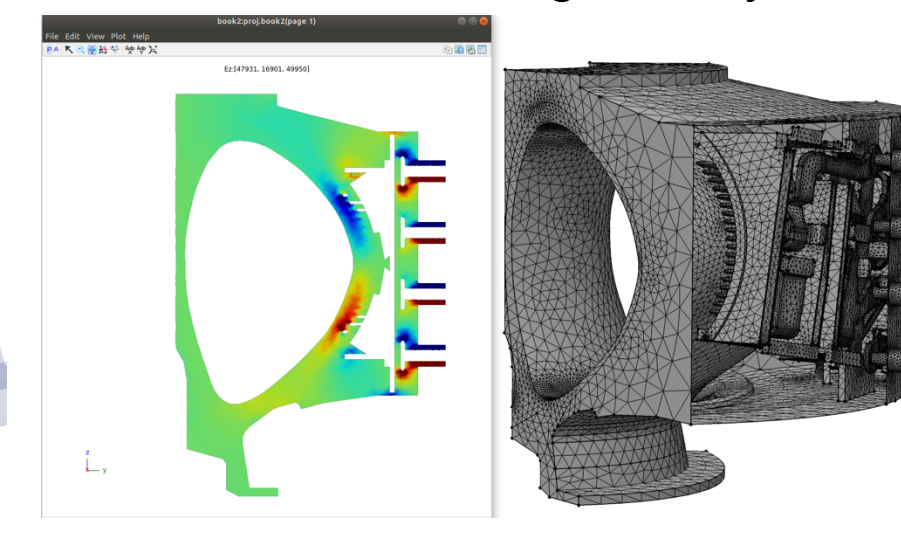 book2:proj.book2(page 1)
File Edit View Plot Help
Ez:[47931, 16901, 49950]
z
x
y